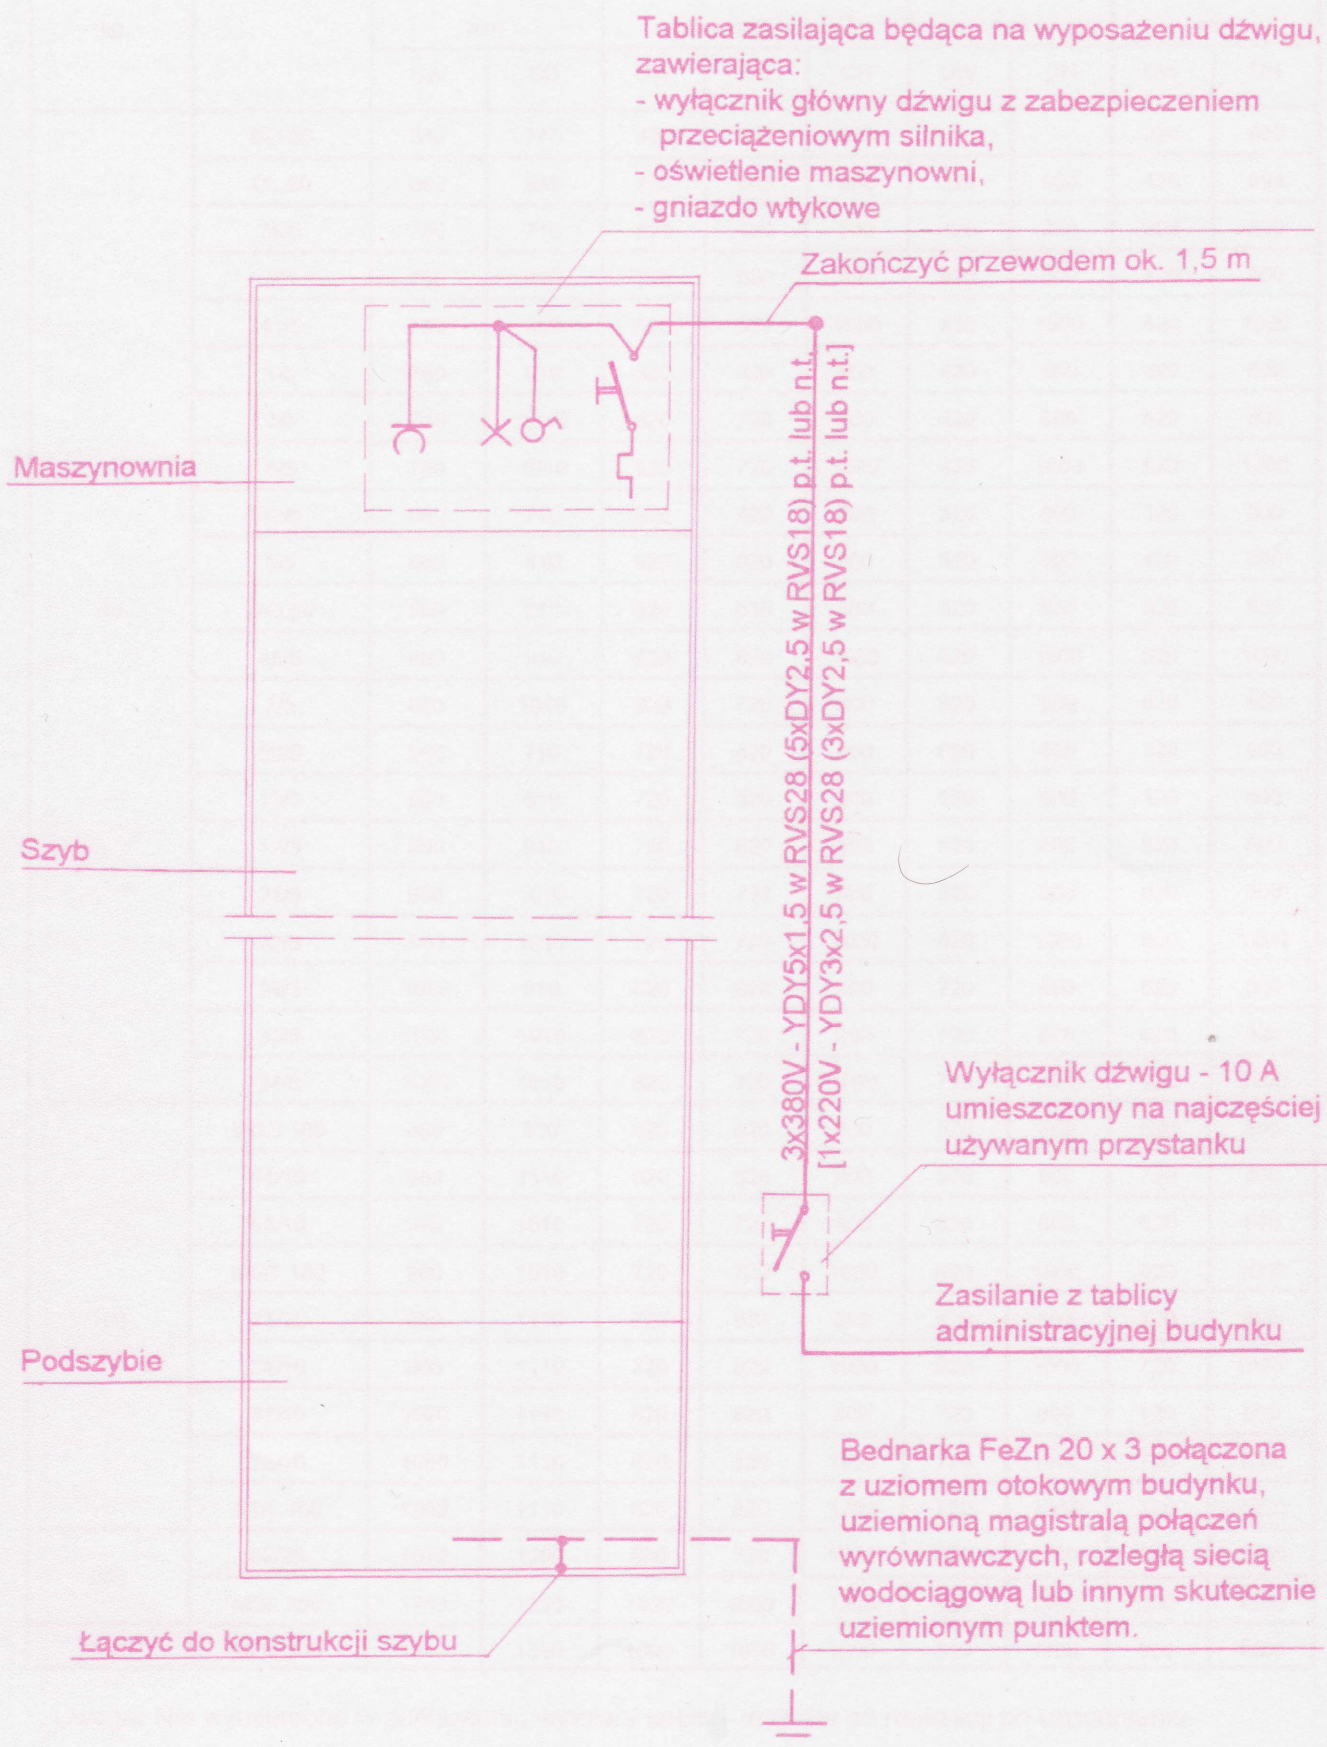 Tablica zasilająca będąca na wyposażeniu dźwigu,
zawierająca:
- wyłącznik główny dźwigu z zabezpieczeniem
przeciążeniowym silnika,
- oświetlenie maszynowni,
- gniazdo wtykowe
Zakończyć przewodem ok. 1,5 m
Maszynownia
3x380V - YDY5x1,5 w RVS28 (5xDY2,5 w RVS18) p.t. lub n.t.
[1x220V - YDY3x2,5 w RVS28 (3xDY2,5 w RVS18) p.t. lub n.t.]
Szyb
Wyłącznik dźwigu - 10 A
umieszczony na najczęściej
używanym przystanku
Zasilanie z tablicy
administracyjnej budynku
Podszybie
Bednarka FeZn 20 x 3 połączona
z uziomem otokowym budynku,
uziemioną magistralą połączeń
wyrównawczych, rozległą siecią
wodociągową lub innym skutecznie
uziemionym punktem.
Łączyć do konstrukcji szybu